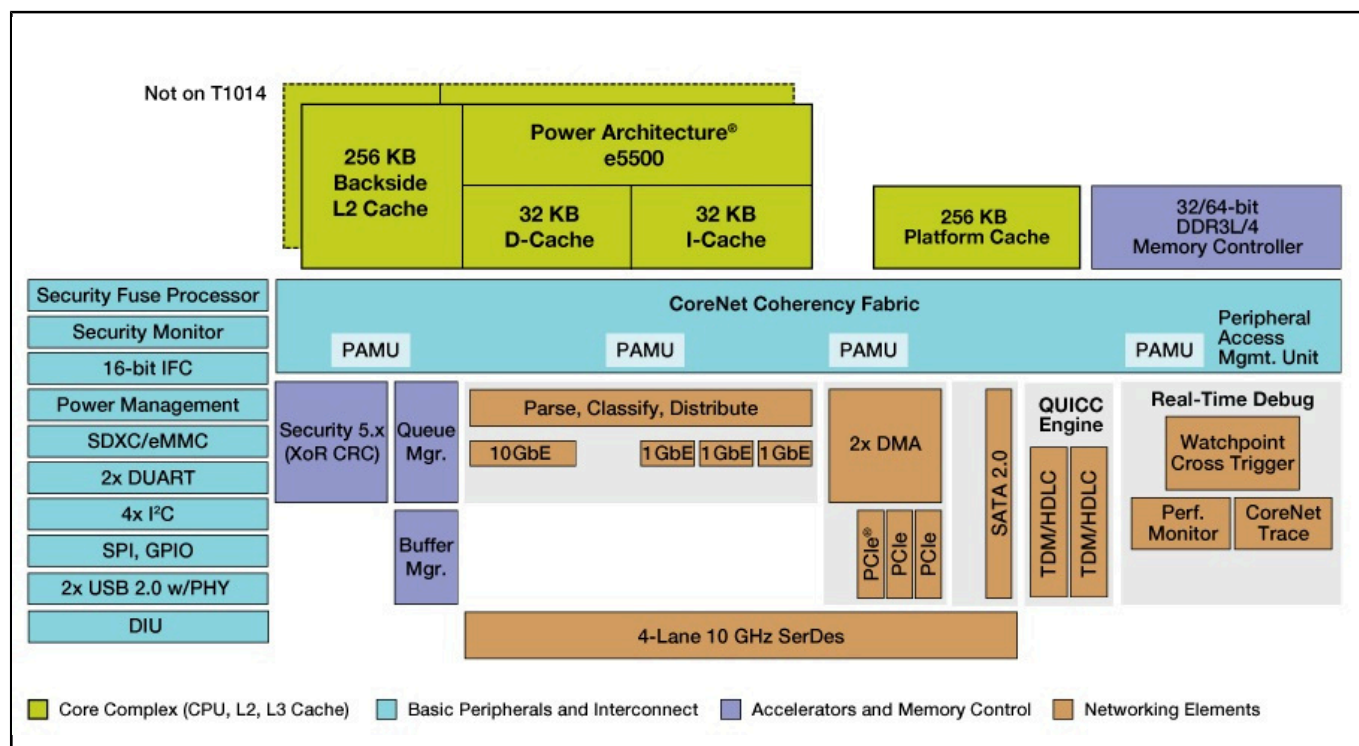 Not on T1014
256 KB
Backside
L2 Cache
Power Architecture®
e5500
32 KB
D-Cache
32 KB
I-Cache
256 KB
Platform Cache
32/64-bit
DDR3L/4
Memory Controller
Security Fuse Processor
Security Monitor
16-bit IFC
Power Management
SDXC/eMMC
2x DUART
4x I²C
SPI, GPIO
2x USB 2.0 w/PHY
DIU
CoreNet Coherency Fabric
PAMU
PAMU
PAMU
PAMU
Peripheral
Access
Mgmt. Unit
Security 5.x
(XoR CRC)
Queue
Mgr.
Buffer
Mgr.
Parse, Classify, Distribute
10GbE
1GbE
1GbE
1GbE
2x DMA
PCIe®
PCIe
PCIe
SATA 2.0
QUICC
Engine
TDM/HDLC
TDM/HDLC
Real-Time Debug
Watchpoint
Cross Trigger
Perf.
Monitor
CoreNet
Trace
4-Lane 10 GHz SerDes
Core Complex (CPU, L2, L3 Cache)
Basic Peripherals and Interconnect
Accelerators and Memory Control
Networking Elements